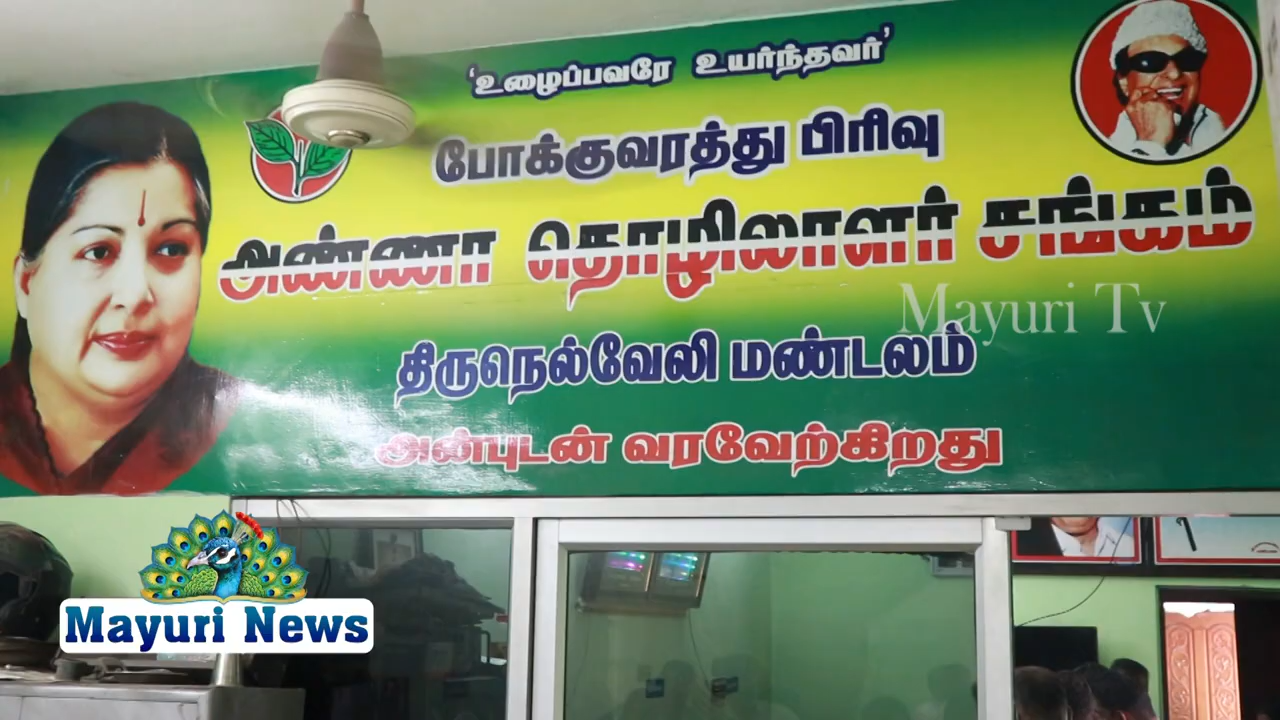 'உழைப்பவரே உயர்ந்தவர்'
போக்குவரத்து பிரிவு
அண்ணா தொழிலாளர் சங்கம்
Mayuri Tv
திருநெல்வேலி மண்டலம்
அன்புடன் வரவேற்கிறது
Mayuri News